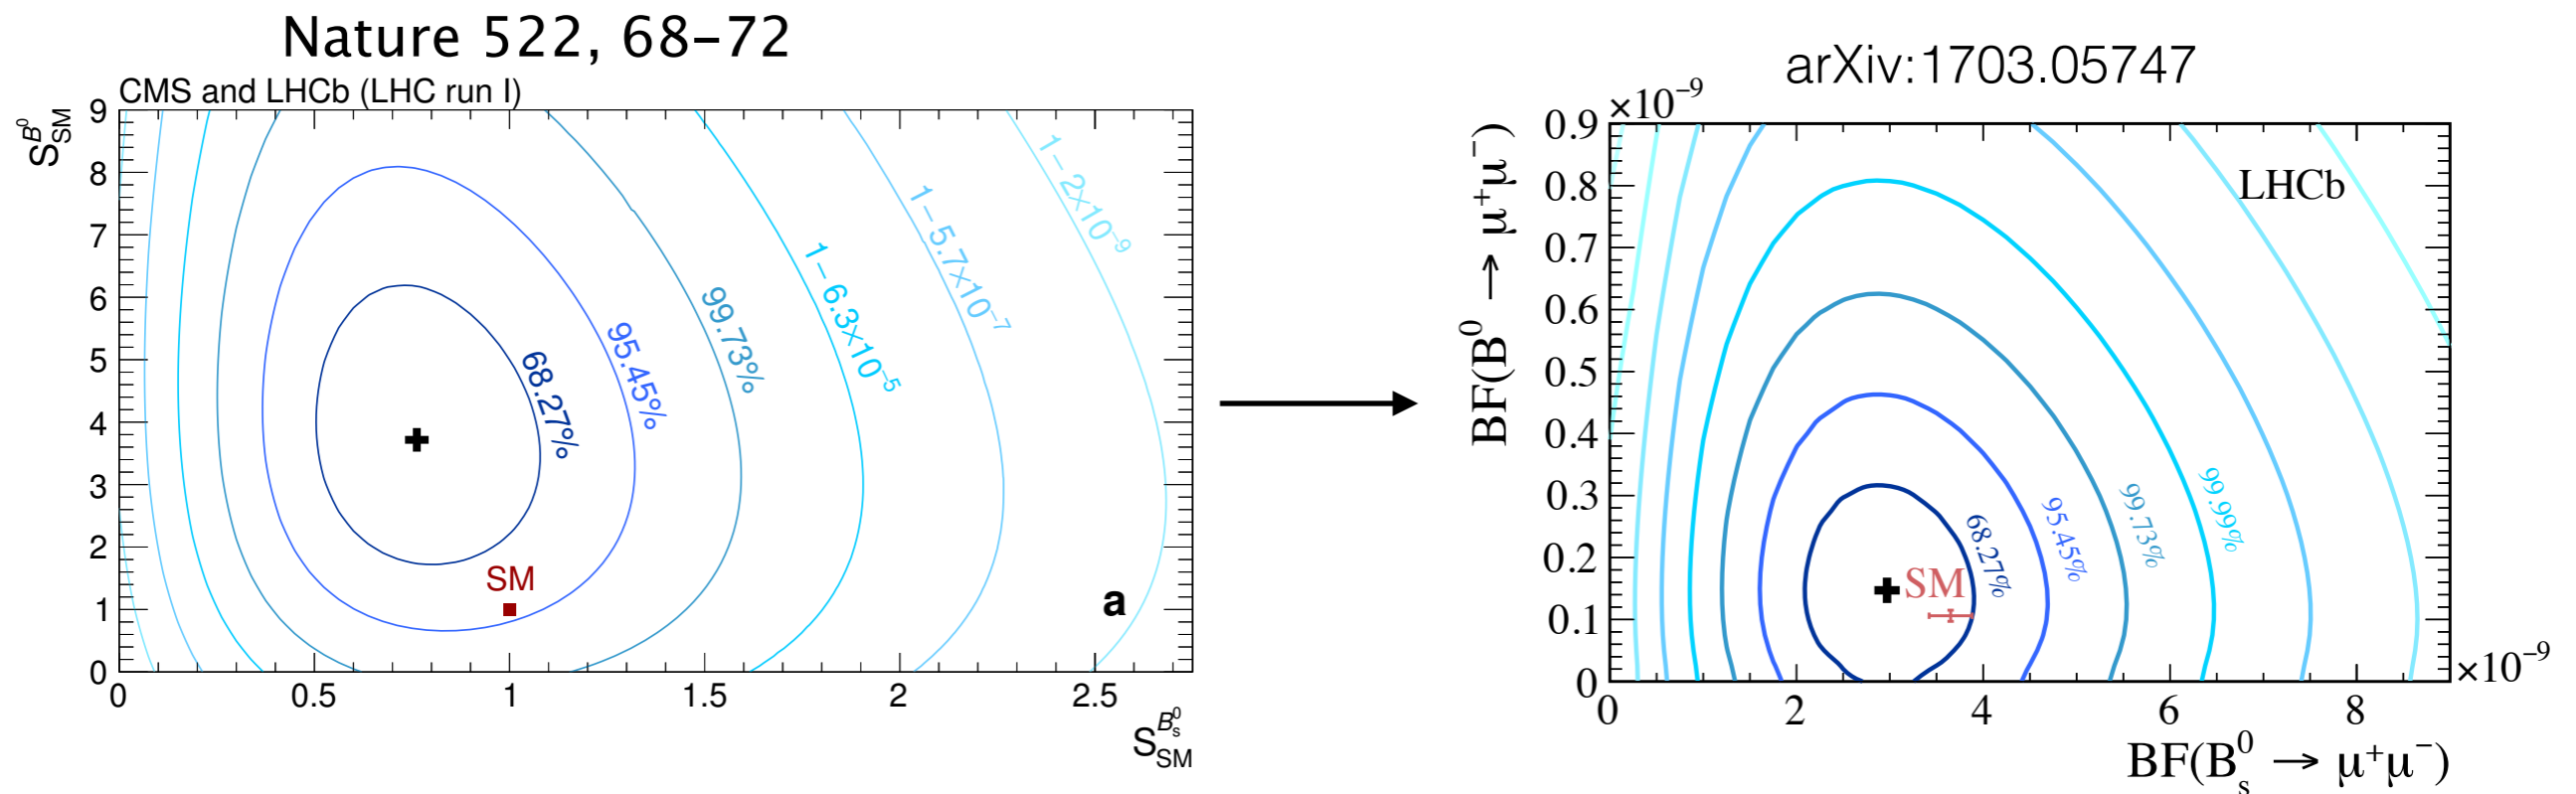 Nature 522, 68–72
CMS and LHCb (LHC run I)
S_SM^{B^0}
9
8
7
6
5
4
3
2
1
0
0 0.5 1 1.5 2 2.5
S_SM^{B_s^0}
68.27%
95.45%
99.73%
1−6.3×10⁻⁵
1−5.7×10⁻⁷
1−2×10⁻⁹
SM
a
arXiv:1703.05747
×10⁻⁹
BF(B⁰ → μ⁺μ⁻)
0.9
0.8
0.7
0.6
0.5
0.4
0.3
0.2
0.1
0
LHCb
68.27%
95.45%
99.73%
99.99%
SM
×10⁻⁹
0 2 4 6 8
BF(B_s^0 → μ⁺μ⁻)